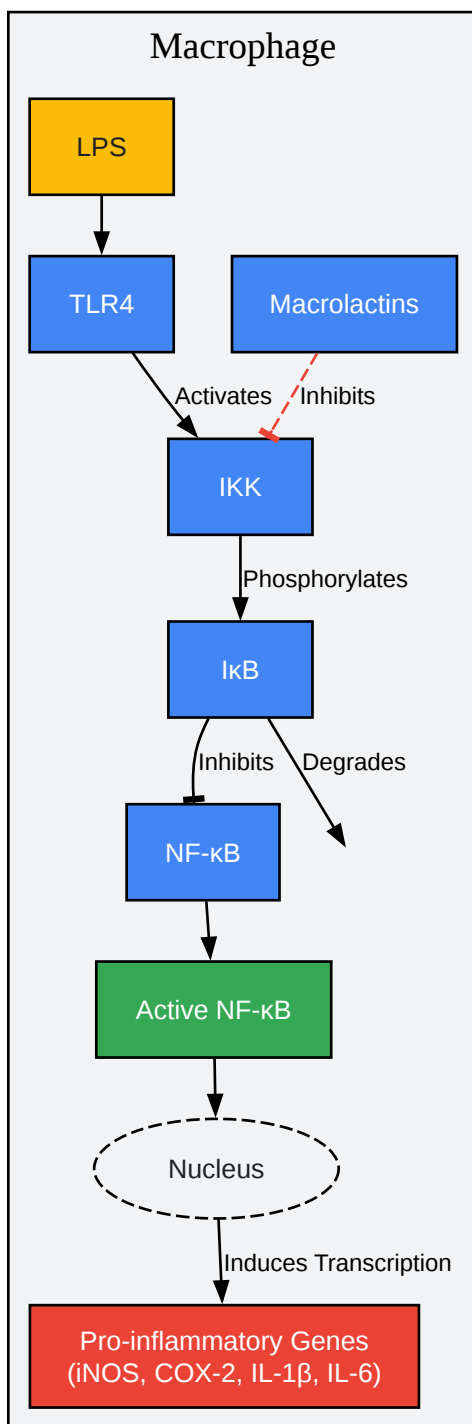 Macrophage
LPS
TLR4
Macrolactins
Activates
Inhibits
IKK
Phosphorylates
IκB
Inhibits
Degrades
NF-κB
Active NF-κB
Nucleus
Induces Transcription
Pro-inflammatory Genes
(iNOS, COX-2, IL-1β, IL-6)